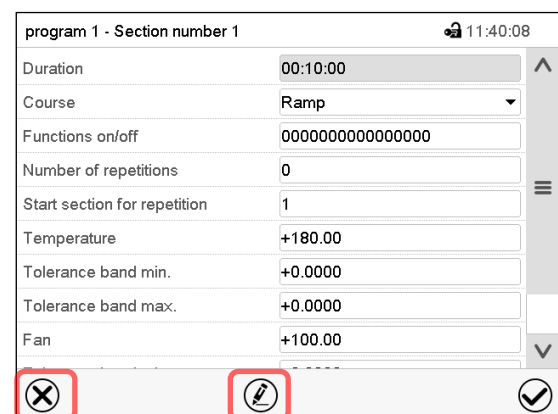 program 1 - Section number 1 11:40:08
Duration 00:10:00
Course Ramp
Functions on/off 0000000000000000
Number of repetitions 0
Start section for repetition 1
Temperature +180.00
Tolerance band min. +0.0000
Tolerance band max. +0.0000
Fan +100.00